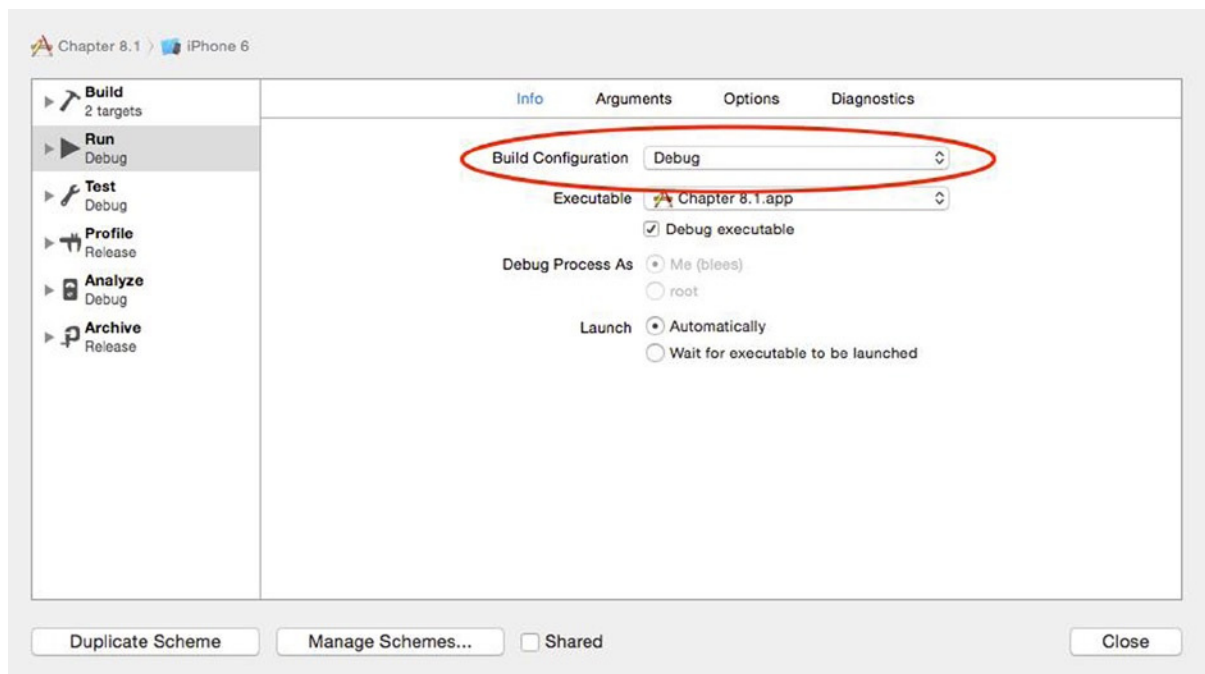 Chapter 8.1 〉 iPhone 6
Build
2 targets
Run
Debug
Test
Debug
Profile
Release
Analyze
Debug
Archive
Release
Info Arguments Options Diagnostics
Build Configuration Debug
Executable Chapter 8.1.app
Debug executable
Debug Process As Me (blees)
root
Launch Automatically
Wait for executable to be launched
Duplicate Scheme Manage Schemes... Shared Close